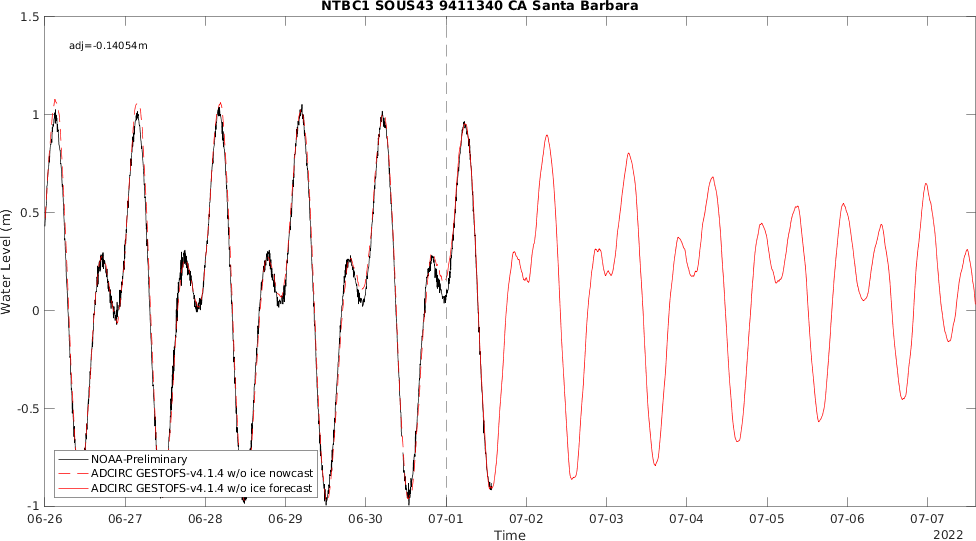 NTBC1 SOUS43 9411340 CA Santa Barbara
1.5
adj=-0.14054m
1
0.5
0
-0.5
-1
Water Level (m)
NOAA-Preliminary
ADCIRC GESTOFS-v4.1.4 w/o ice nowcast
ADCIRC GESTOFS-v4.1.4 w/o ice forecast
06-26 06-27 06-28 06-29 06-30 07-01 07-02 07-03 07-04 07-05 07-06 07-07
Time
2022